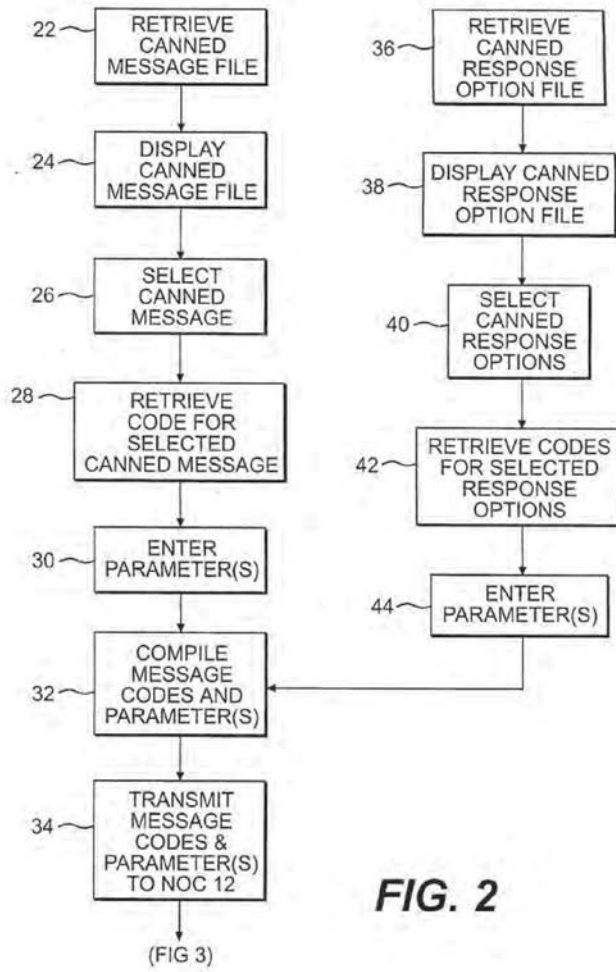 22
RETRIEVE
CANNED
MESSAGE FILE
24
DISPLAY
CANNED
MESSAGE FILE
26
SELECT
CANNED
MESSAGE
28
RETRIEVE
CODE FOR
SELECTED
CANNED MESSAGE
30
ENTER
PARAMETER(S)
32
COMPILE
MESSAGE
CODES AND
PARAMETER(S)
34
TRANSMIT
MESSAGE
CODES &
PARAMETER(S)
TO NOC 12
(FIG 3)
36
RETRIEVE
CANNED
RESPONSE
OPTION FILE
38
DISPLAY CANNED
RESPONSE
OPTION FILE
40
SELECT
CANNED
RESPONSE
OPTIONS
42
RETRIEVE CODES
FOR SELECTED
RESPONSE
OPTIONS
44
ENTER
PARAMETER(S)
FIG. 2